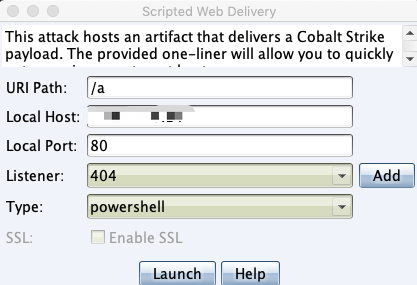 Scripted Web Delivery
This attack hosts an artifact that delivers a Cobalt Strike
payload. The provided one-liner will allow you to quickly
URI Path: /a
Local Host:
Local Port: 80
Listener: 404 Add
Type: powershell
SSL: Enable SSL
Launch Help